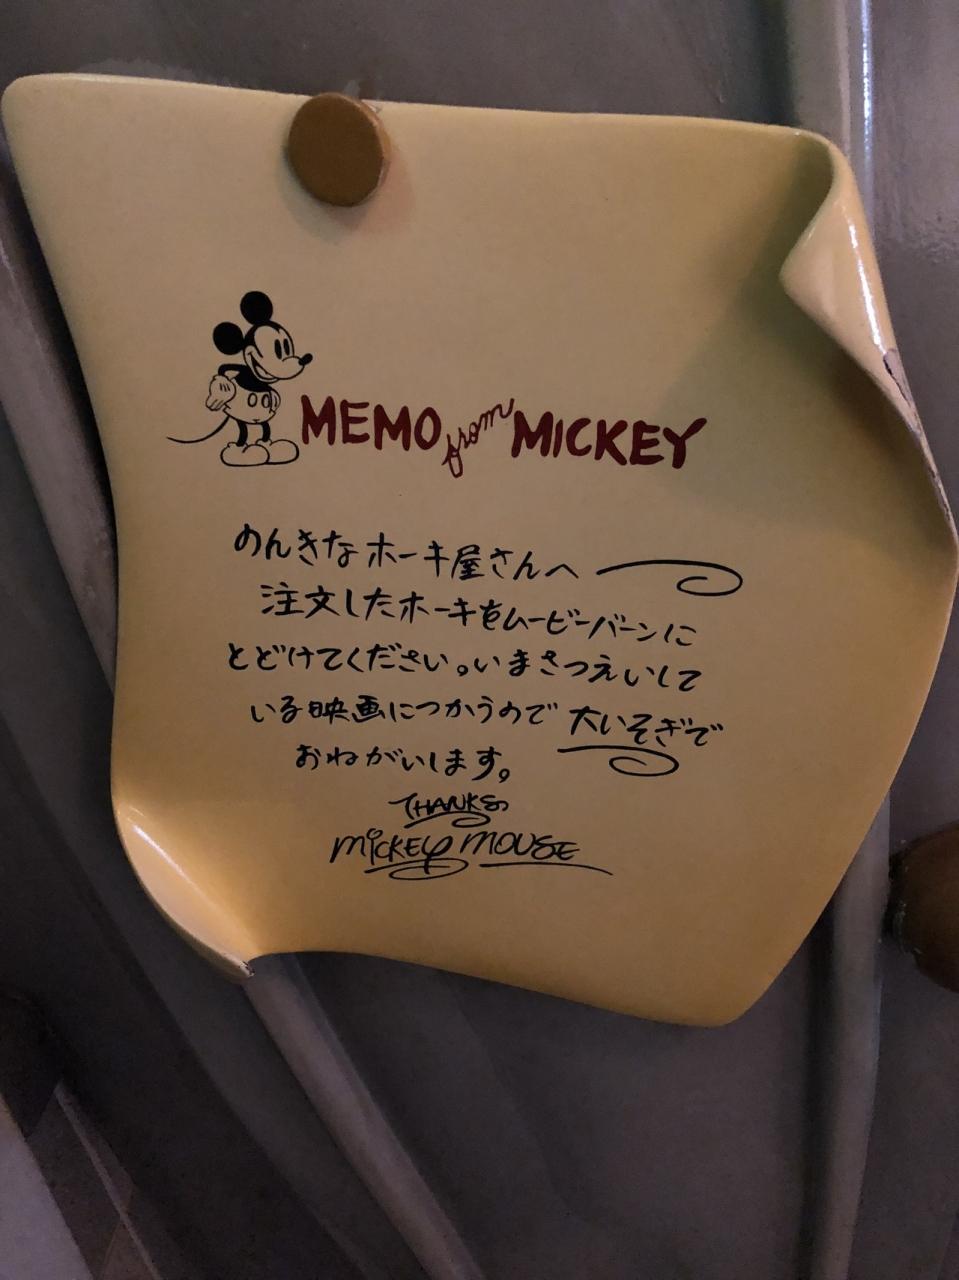 MEMO from MICKEY
のんきなホーキ屋さんへ
注文したホーキをムービーバーンに
とどけてください。いまさつえいして
いる映画につかうので大いそぎで
おねがいします。
THANKS
MICKEY MOUSE